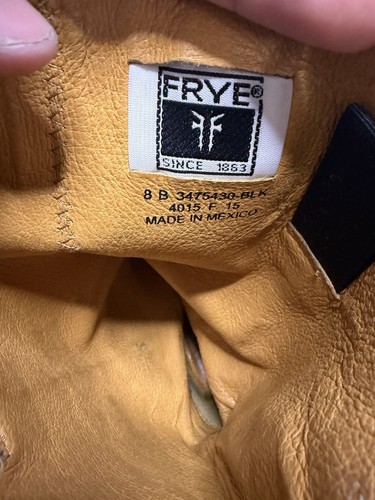 FRYE®
SINCE 1863
8 B 3475430-BLK
4015 F 15
MADE IN MEXICO